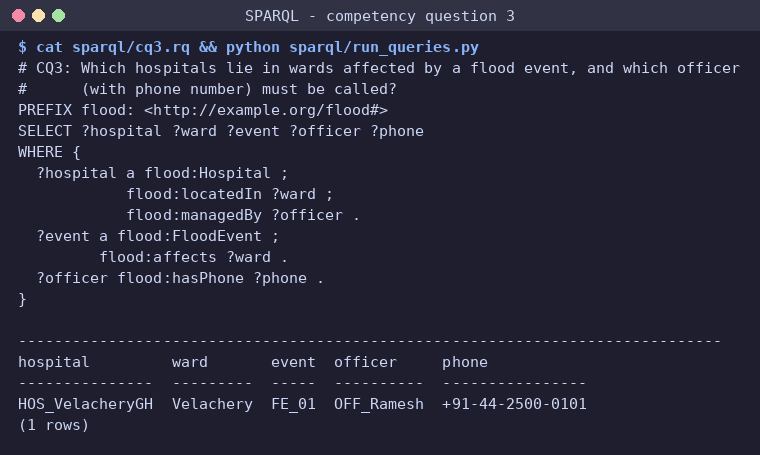 SPARQL - competency question 3
$ cat sparql/cq3.rq && python sparql/run_queries.py
# CQ3: Which hospitals lie in wards affected by a flood event, and which officer
#      (with phone number) must be called?
PREFIX flood: <http://example.org/flood#>
SELECT ?hospital ?ward ?event ?officer ?phone
WHERE {
  ?hospital a flood:Hospital ;
            flood:locatedIn ?ward ;
            flood:managedBy ?officer .
  ?event a flood:FloodEvent ;
         flood:affects ?ward .
  ?officer flood:hasPhone ?phone .
}
------------------------------------------------------------------------------
hospital         ward       event  officer     phone
---------------  ---------  -----  ----------  ----------------
HOS_VelacheryGH  Velachery  FE_01  OFF_Ramesh  +91-44-2500-0101
(1 rows)